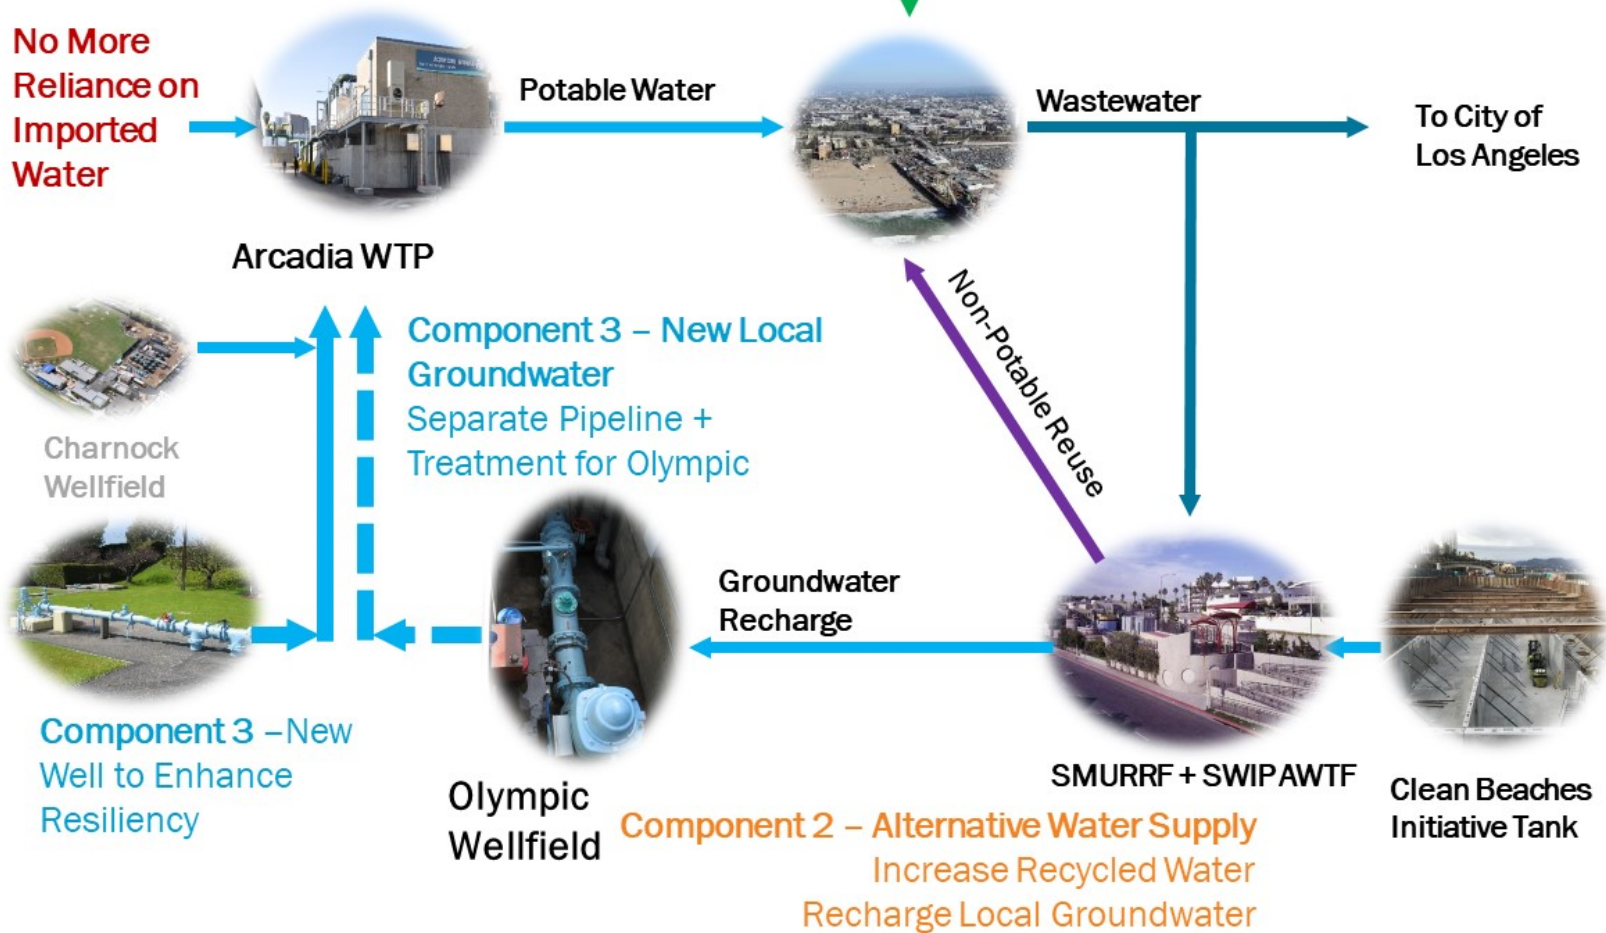 No More
Reliance on
Imported
Water
Potable Water
Wastewater
To City of
Los Angeles
Arcadia WTP
Component 3 – New Local
Groundwater
Separate Pipeline +
Treatment for Olympic
Non-Potable Reuse
Charnock
Wellfield
Groundwater
Recharge
Component 3 –New
Well to Enhance
Resiliency
Olympic
Wellfield
SMURRF + SWIP AWTF
Clean Beaches
Initiative Tank
Component 2 – Alternative Water Supply
Increase Recycled Water
Recharge Local Groundwater